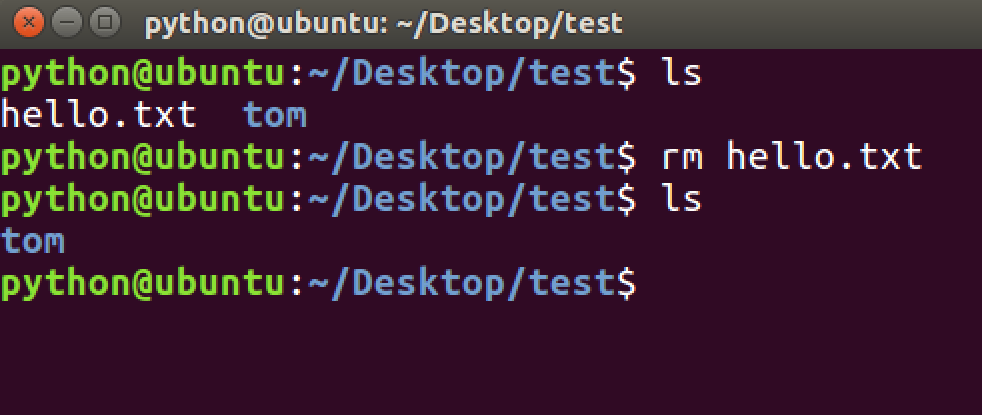 python@ubuntu: ~/Desktop/test
python@ubuntu:~/Desktop/test$ ls
hello.txt  tom
python@ubuntu:~/Desktop/test$ rm hello.txt
python@ubuntu:~/Desktop/test$ ls
tom
python@ubuntu:~/Desktop/test$